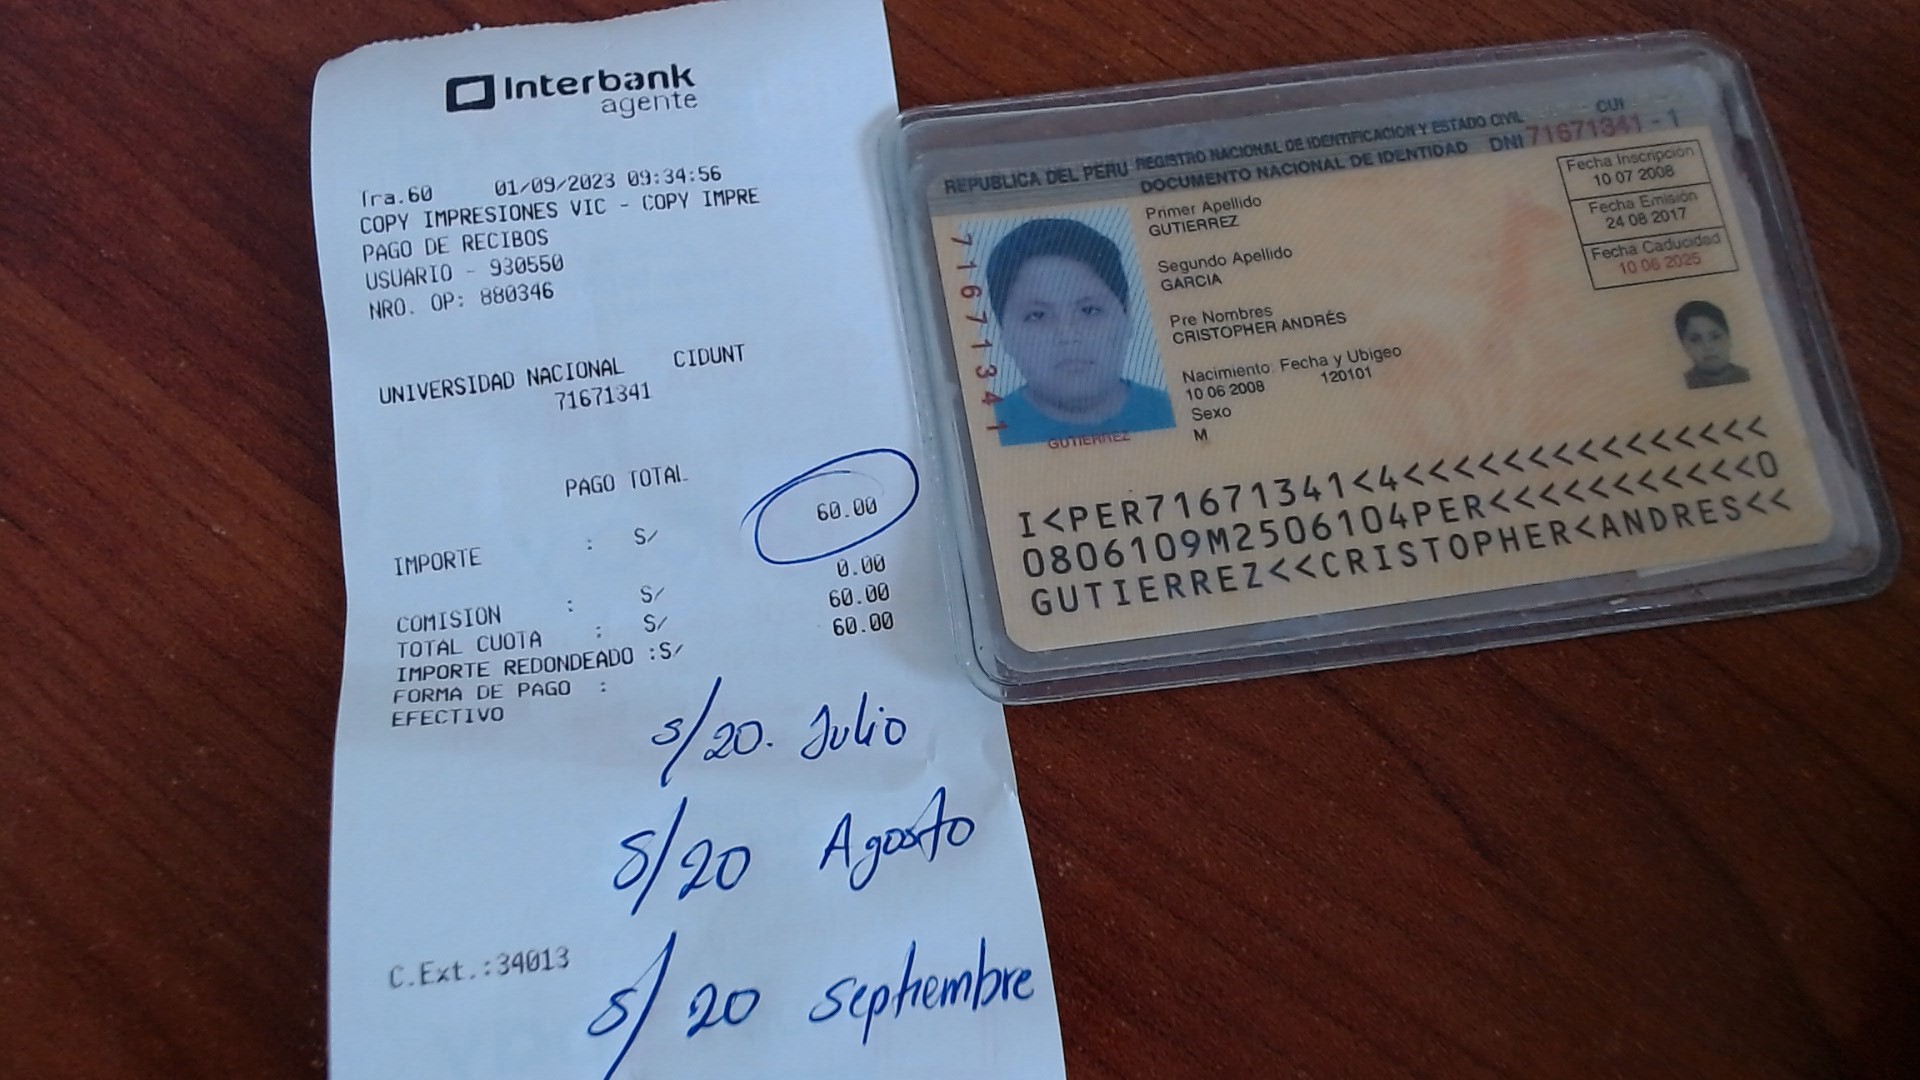 Interbank
agente
Tra.60 01/09/2023 09:34:56
COPY IMPRESIONES VIC - COPY IMPRE
PAGO DE RECIBOS
USUARIO - 930550
NRO. OP: 880346
UNIVERSIDAD NACIONAL CIDUNT
71671341
PAGO TOTAL
IMPORTE : S/ 60.00
COMISION : S/ 0.00
TOTAL CUOTA : S/ 60.00
IMPORTE REDONDEADO :S/ 60.00
FORMA DE PAGO :
EFECTIVO
S/20. Julio
S/20 Agosto
C.Ext.:34013
S/20 Septiembre
REPUBLICA DEL PERU REGISTRO NACIONAL DE IDENTIFICACION Y ESTADO CIVIL CUI
DOCUMENTO NACIONAL DE IDENTIDAD DNI 71671341 - 1
Primer Apellido
GUTIERREZ
Segundo Apellido
GARCIA
Pre Nombres
CRISTOPHER ANDRÉS
Nacimiento: Fecha y Ubigeo
10 06 2008 120101
Sexo
M
Fecha Inscripción
10 07 2008
Fecha Emisión
24 08 2017
Fecha Caducidad
10 06 2025
71671341
GUTIERREZ
I<PER71671341<4<<<<<<<<<<<<<<<
0806109M2506104PER<<<<<<<<<<<0
GUTIERREZ<<CRISTOPHER<ANDRES<<